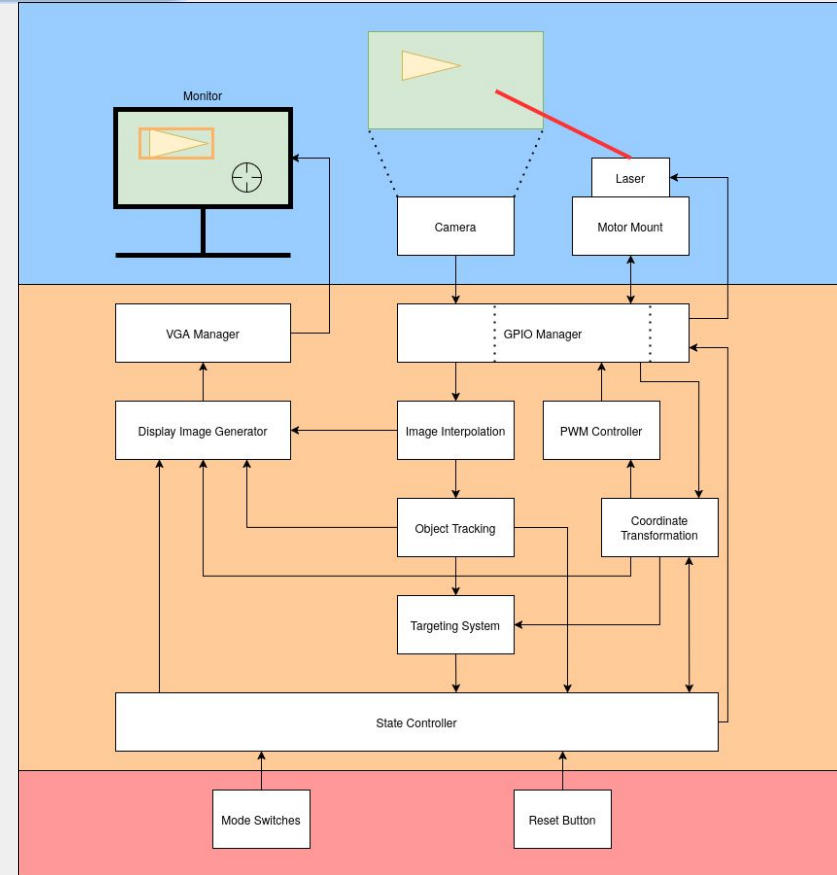 Monitor
Laser
Camera
Motor Mount
VGA Manager
GPIO Manager
Display Image Generator
Image Interpolation
PWM Controller
Object Tracking
Coordinate
Transformation
Targeting System
State Controller
Mode Switches
Reset Button